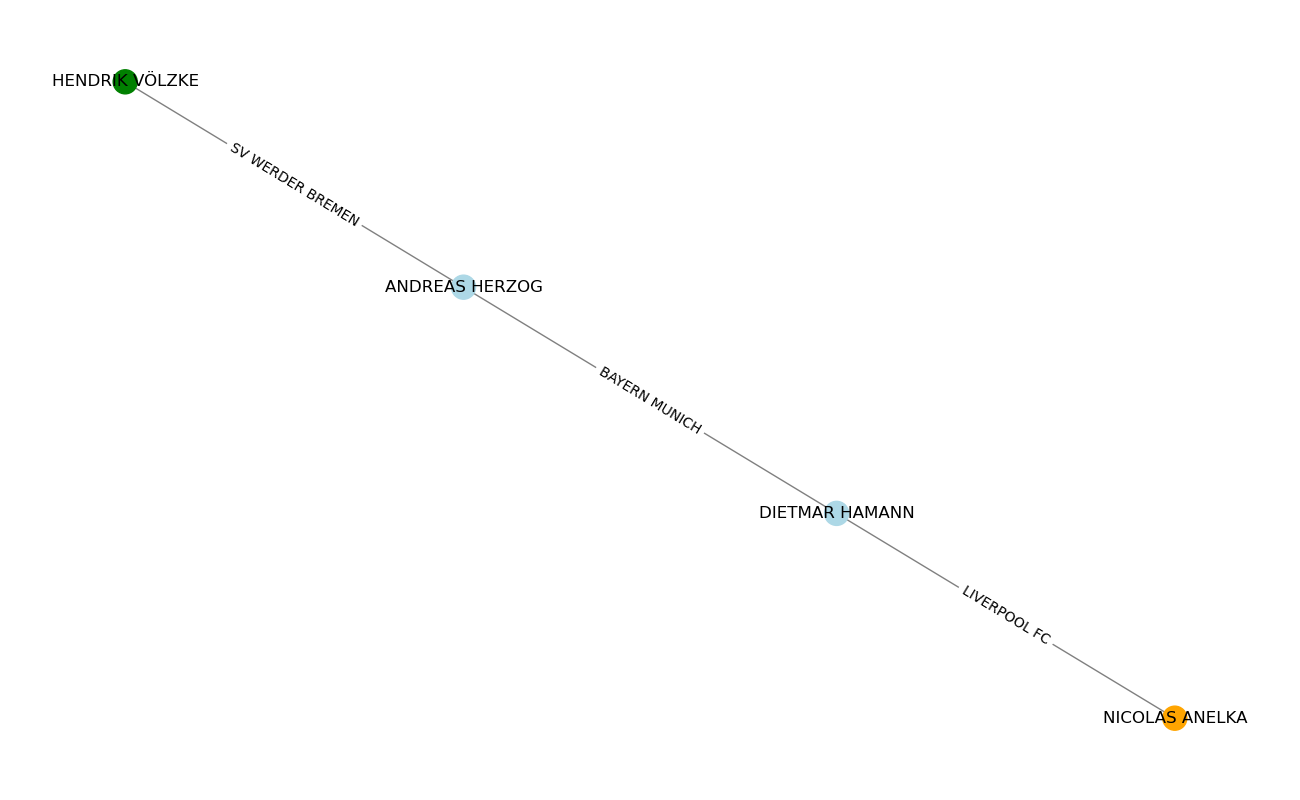 HENDRIK VÖLZKE
SV WERDER BREMEN
ANDREAS HERZOG
BAYERN MUNICH
DIETMAR HAMANN
LIVERPOOL FC
NICOLAS ANELKA